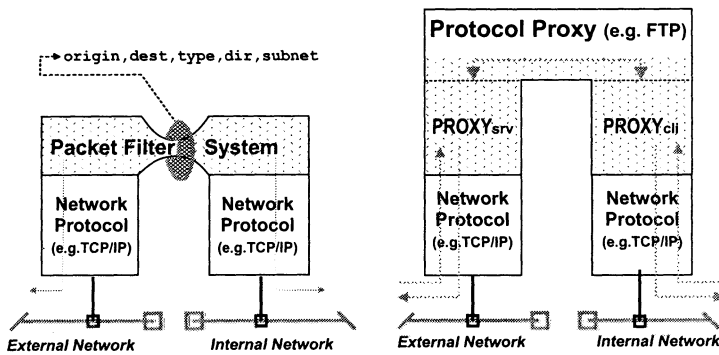 origin,dest,type,dir,subnet
Packet Filter System
Network
Protocol
(e.g.TCP/IP)
Network
Protocol
(e.g.TCP/IP)
External Network
Internal Network
Protocol Proxy (e.g. FTP)
PROXYsrv
PROXYcli
Network
Protocol
(e.g.TCP/IP)
Network
Protocol
(e.g.TCP/IP)
External Network
Internal Network